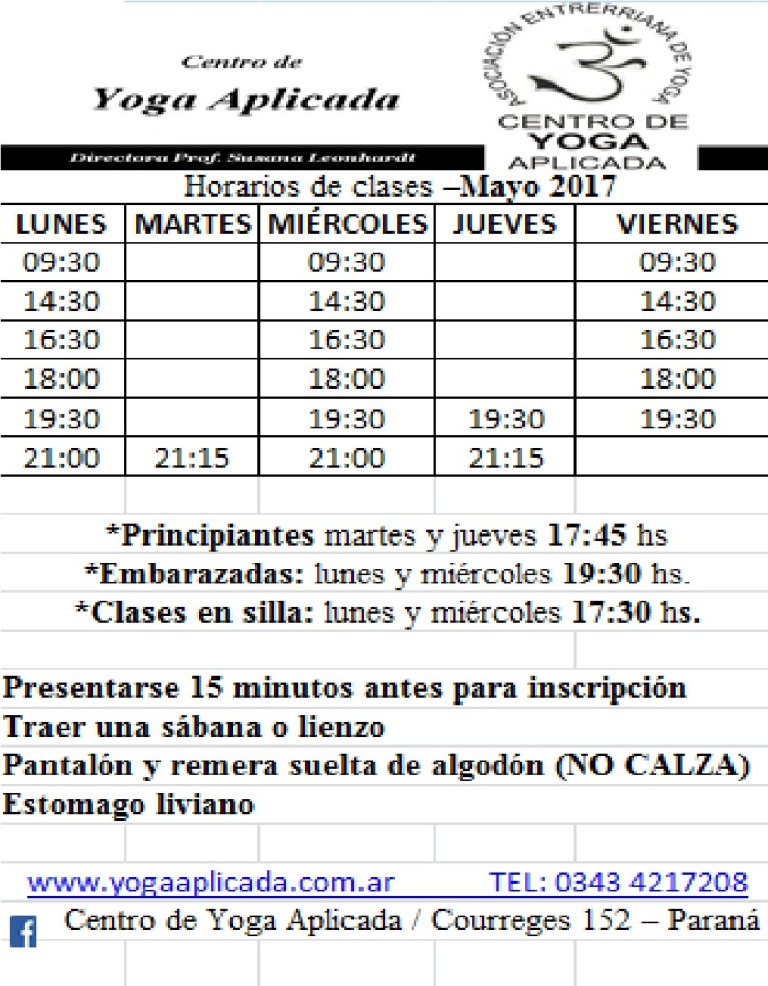 Centro de
Yoga Aplicada
Directora Prof. Susana Leonhardt
ASOCIACIÓN ENTRERRIANA DE YOGA
CENTRO DE
YOGA
APLICADA
Horarios de clases –Mayo 2017
LUNES MARTES MIÉRCOLES JUEVES VIERNES
09:30 09:30 09:30
14:30 14:30 14:30
16:30 16:30 16:30
18:00 18:00 18:00
19:30 19:30 19:30 19:30
21:00 21:15 21:00 21:15
*Principiantes martes y jueves 17:45 hs
*Embarazadas: lunes y miércoles 19:30 hs.
*Clases en silla: lunes y miércoles 17:30 hs.
Presentarse 15 minutos antes para inscripción
Traer una sábana o lienzo
Pantalón y remera suelta de algodón (NO CALZA)
Estomago liviano
www.yogaaplicada.com.ar TEL: 0343 4217208
f Centro de Yoga Aplicada / Courreges 152 – Paraná